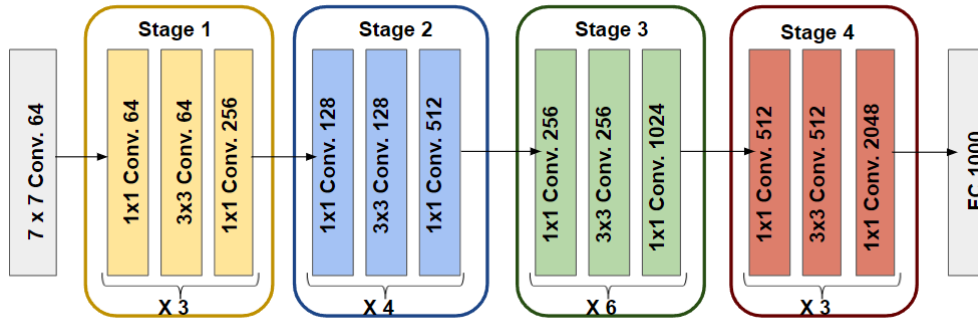 7 x 7 Conv. 64
Stage 1
1x1 Conv. 64
3x3 Conv. 64
1x1 Conv. 256
X 3
Stage 2
1x1 Conv. 128
3x3 Conv. 128
1x1 Conv. 512
X 4
Stage 3
1x1 Conv. 256
3x3 Conv. 256
1x1 Conv. 1024
X 6
Stage 4
1x1 Conv. 512
3x3 Conv. 512
1x1 Conv. 2048
X 3
FC 1000